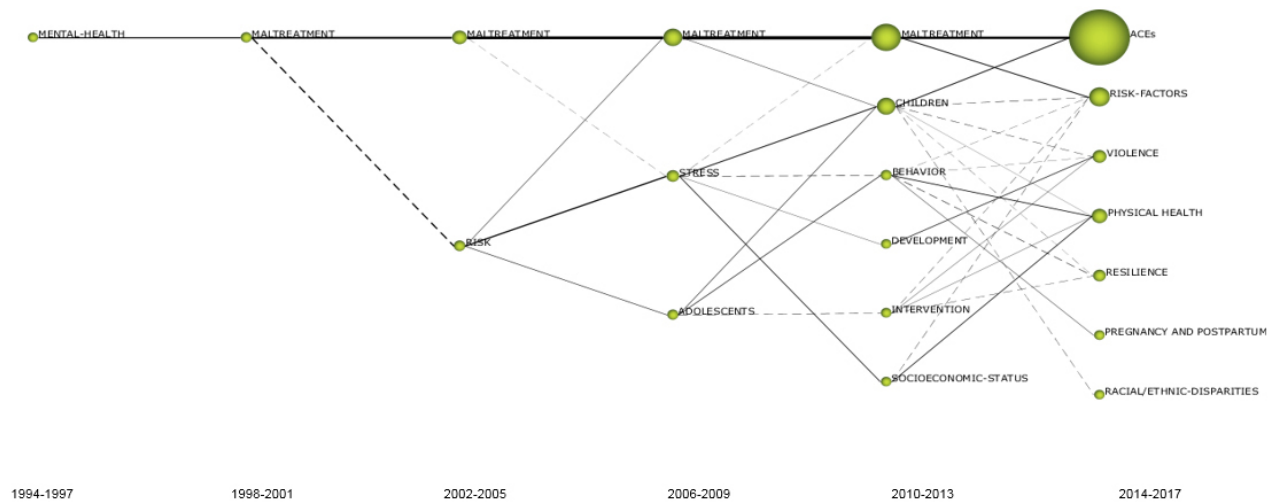 MENTAL-HEALTH
MALTREATMENT
MALTREATMENT
MALTREATMENT
MALTREATMENT
ACEs
RISK-FACTORS
CHILDREN
VIOLENCE
STRESS
BEHAVIOR
PHYSICAL HEALTH
RISK
DEVELOPMENT
RESILIENCE
ADOLESCENTS
INTERVENTION
PREGNANCY AND POSTPARTUM
SOCIOECONOMIC-STATUS
RACIAL/ETHNIC-DISPARITIES
1994-1997
1998-2001
2002-2005
2006-2009
2010-2013
2014-2017